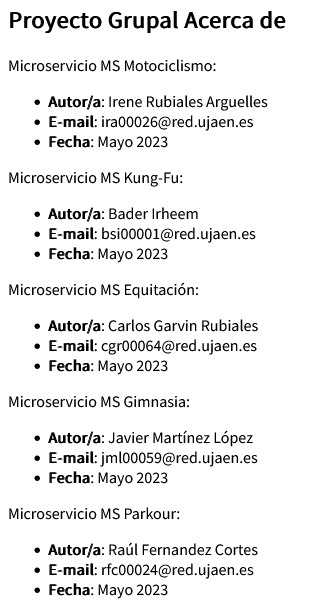 Proyecto Grupal Acerca de
Microservicio MS Motociclismo:
• Autor/a: Irene Rubiales Arguelles
• E-mail: ira00026@red.ujaen.es
• Fecha: Mayo 2023
Microservicio MS Kung-Fu:
• Autor/a: Bader Irheem
• E-mail: bsi00001@red.ujaen.es
• Fecha: Mayo 2023
Microservicio MS Equitación:
• Autor/a: Carlos Garvin Rubiales
• E-mail: cgr00064@red.ujaen.es
• Fecha: Mayo 2023
Microservicio MS Gimnasia:
• Autor/a: Javier Martínez López
• E-mail: jml00059@red.ujaen.es
• Fecha: Mayo 2023
Microservicio MS Parkour:
• Autor/a: Raúl Fernandez Cortes
• E-mail: rfc00024@red.ujaen.es
• Fecha: Mayo 2023